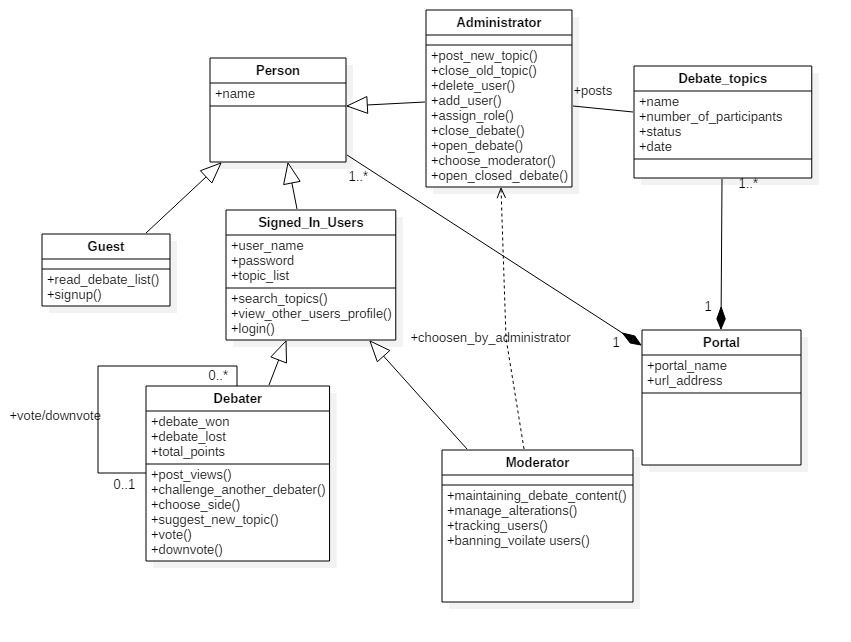 Administrator
+post_new_topic()
+close_old_topic()
+delete_user()
+add_user()
+assign_role()
+close_debate()
+open_debate()
+choose_moderator()
+open_closed_debate()
Person
+name
+posts
Debate_topics
+name
+number_of_participants
+status
+date
1..*
1..*
Guest
+read_debate_list()
+signup()
Signed_In_Users
+user_name
+password
+topic_list
+search_topics()
+view_other_users_profile()
+login()
+choosen_by_administrator
1
1
Portal
+portal_name
+url_address
0..*
+vote/downvote
0..1
Debater
+debate_won
+debate_lost
+total_points
+post_views()
+challenge_another_debater()
+choose_side()
+suggest_new_topic()
+vote()
+downvote()
Moderator
+maintaining_debate_content()
+manage_alterations()
+tracking_users()
+banning_voilate users()